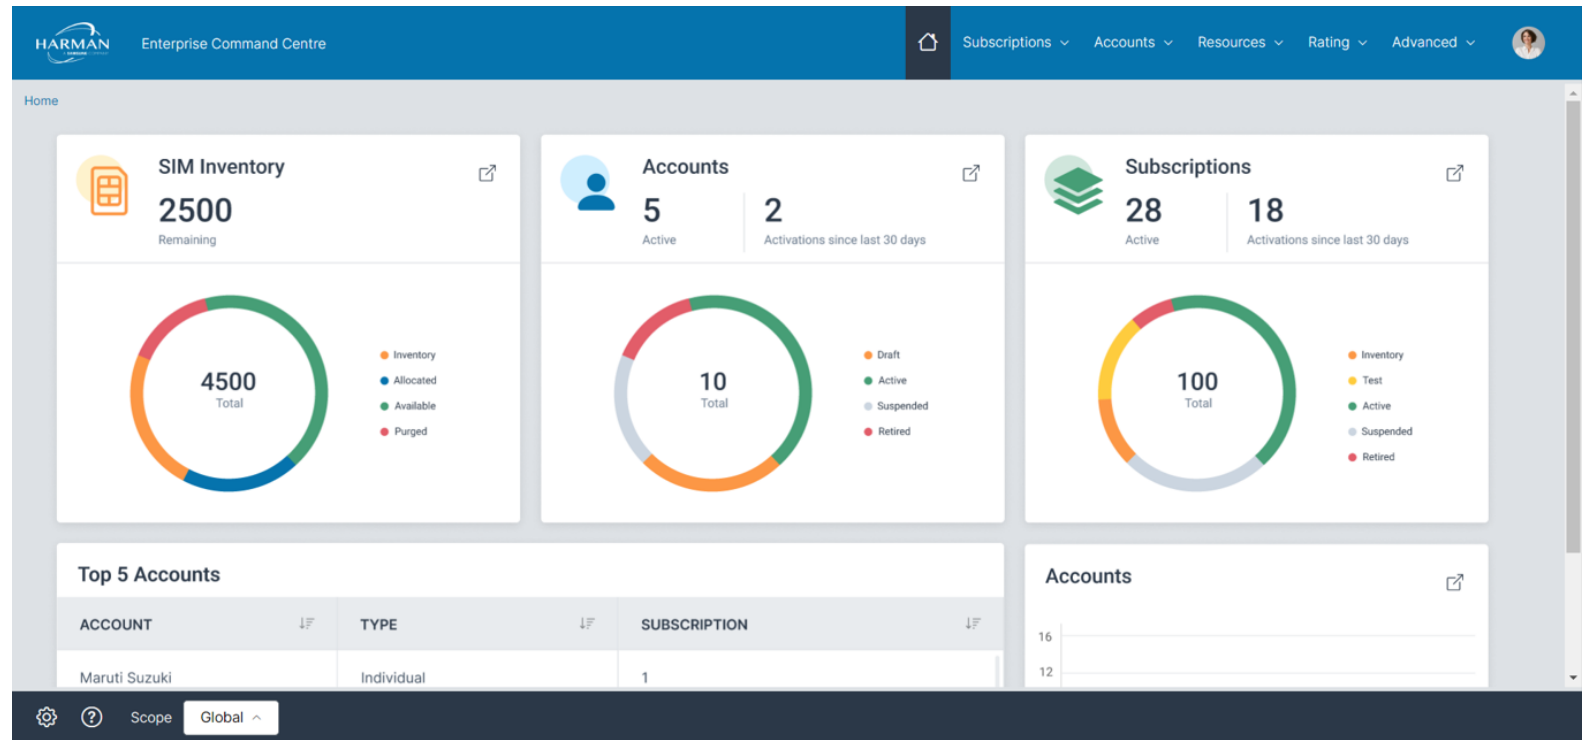 HARMAN
Enterprise Command Centre
Subscriptions
Accounts
Resources
Rating
Advanced
Home
SIM Inventory
2500
Remaining
4500
Total
Inventory
Allocated
Available
Purged
Accounts
5
Active
2
Activations since last 30 days
10
Total
Draft
Active
Suspended
Retired
Subscriptions
28
Active
18
Activations since last 30 days
100
Total
Inventory
Test
Active
Suspended
Retired
Top 5 Accounts
ACCOUNT TYPE SUBSCRIPTION
Maruti Suzuki Individual 1
Accounts
16
12
? Scope Global